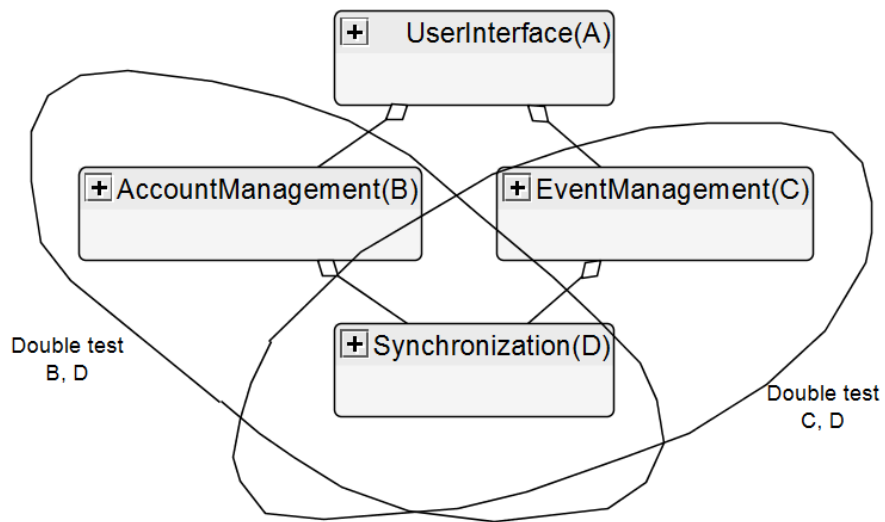 UserInterface(A)
AccountManagement(B)
EventManagement(C)
Synchronization(D)
Double test
B, D
Double test
C, D